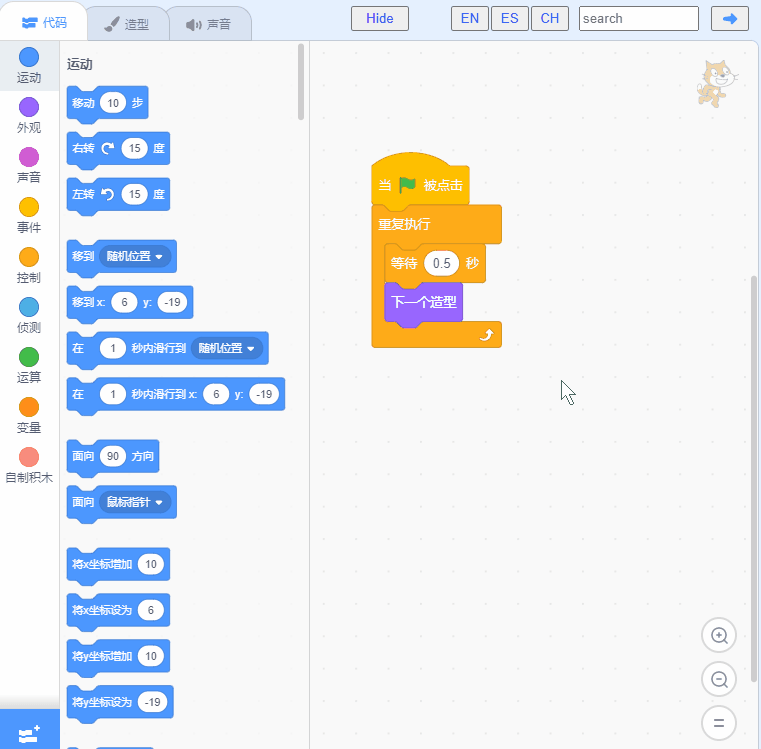 代码 造型 声音 Hide EN ES CH search
运动
外观
声音
事件
控制
侦测
运算
变量
自制积木
运动
移动 10 步
右转 15 度
左转 15 度
移到 随机位置
移到 x: 6 y: -19
在 1 秒内滑行到 随机位置
在 1 秒内滑行到 x: 6 y: -19
面向 90 方向
面向 鼠标指针
将x坐标增加 10
将x坐标设为 6
将y坐标增加 10
将y坐标设为 -19
当 被点击
重复执行
等待 0.5 秒
下一个造型